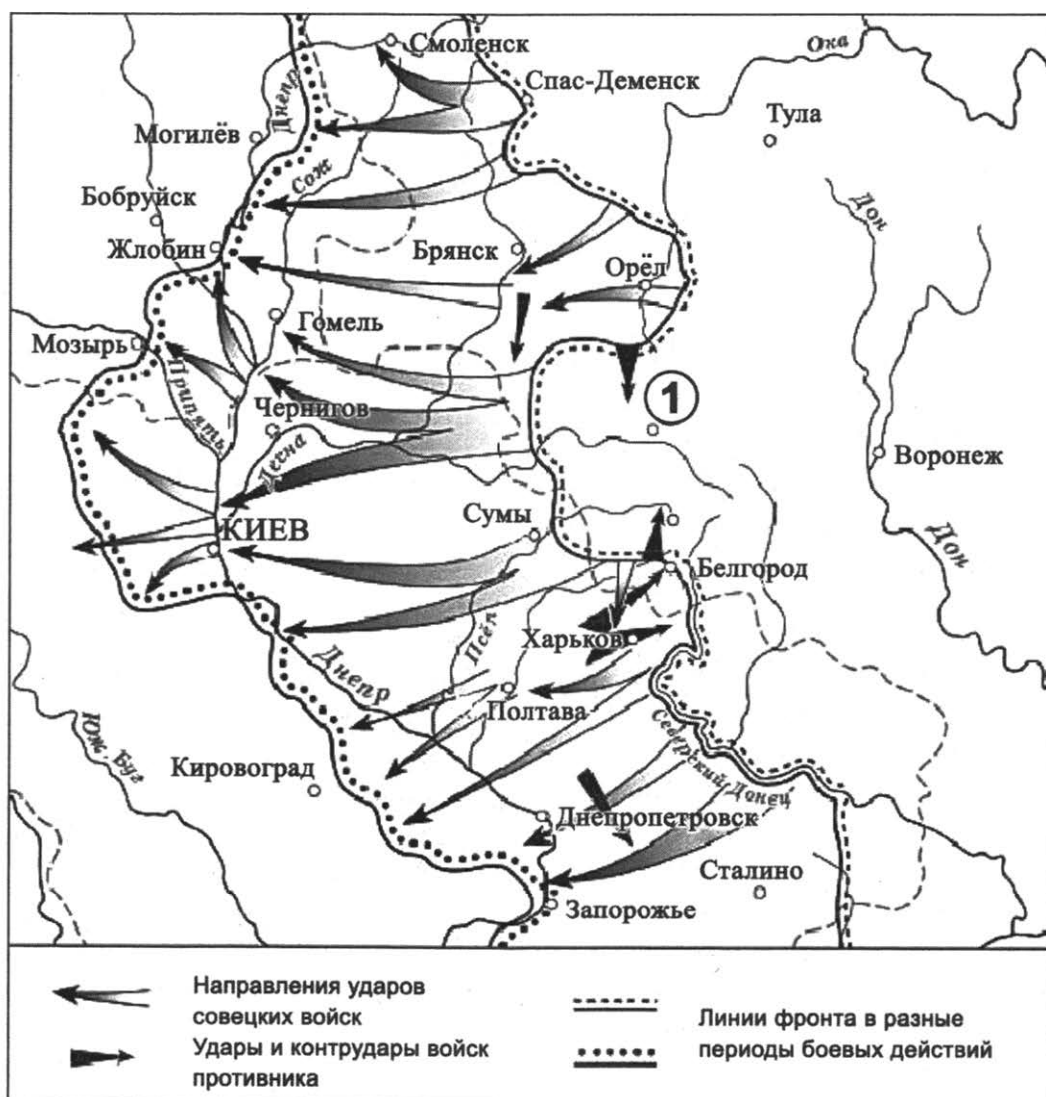 Смоленск
Ока
Спас-Деменск
Днепр
Тула
Могилёв
Сож
Дон
Бобруйск
Жлобин
Брянск
Орёл
Гомель
Мозырь
Припять
1
Чернигов
Десна
Воронеж
Сумы
КИЕВ
Дон
Белгород
Псёл
Харьков
Днепр
Полтава
Северский Донец
Юж. Буг
Кировоград
Днепропетровск
Сталино
Запорожье
Направления ударов
совецких войск
Удары и контрудары войск
противника
Линии фронта в разные
периоды боевых действий